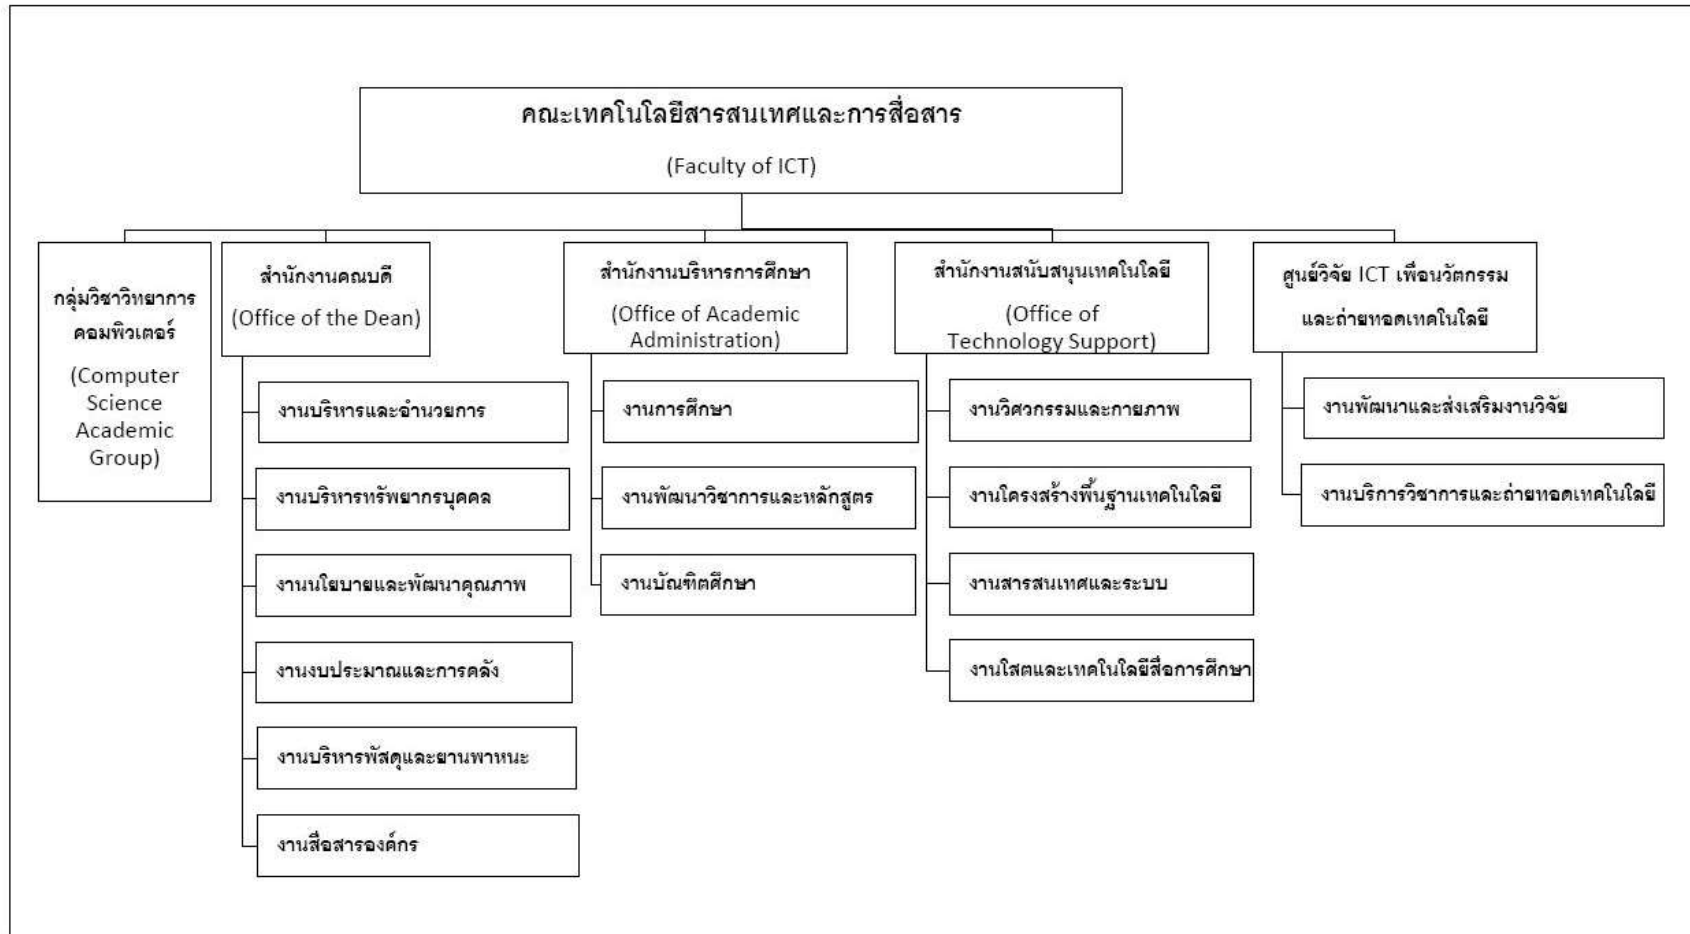 คณะเทคโนโลยีสารสนเทศและการสื่อสาร
(Faculty of ICT)
กลุ่มวิชาวิทยาการ
คอมพิวเตอร์
(Computer
Science
Academic
Group)
สำนักงานคณบดี
(Office of the Dean)
งานบริหารและอำนวยการ
งานบริหารทรัพยากรบุคคล
งานนโยบายและพัฒนาคุณภาพ
งานงบประมาณและการคลัง
งานบริหารพัสดุและยานพาหนะ
งานสื่อสารองค์กร
สำนักงานบริหารการศึกษา
(Office of Academic
Administration)
งานการศึกษา
งานพัฒนาวิชาการและหลักสูตร
งานบัณฑิตศึกษา
สำนักงานสนับสนุนเทคโนโลยี
(Office of
Technology Support)
งานวิศวกรรมและกายภาพ
งานโครงสร้างพื้นฐานเทคโนโลยี
งานสารสนเทศและระบบ
งานโสตและเทคโนโลยีสื่อการศึกษา
ศูนย์วิจัย ICT เพื่อนวัตกรรม
และถ่ายทอดเทคโนโลยี
งานพัฒนาและส่งเสริมงานวิจัย
งานบริการวิชาการและถ่ายทอดเทคโนโลยี